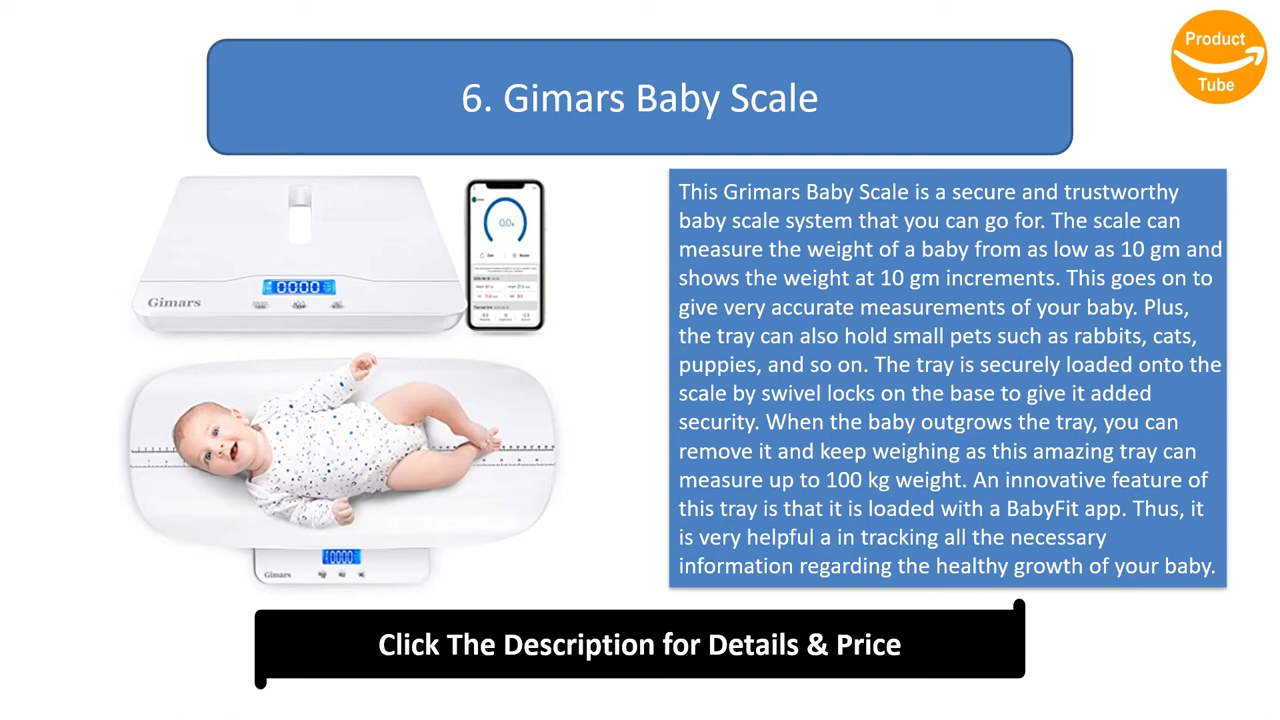 Product
Tube
6. Gimars Baby Scale
Gimars
This Grimars Baby Scale is a secure and trustworthy
baby scale system that you can go for. The scale can
measure the weight of a baby from as low as 10 gm and
shows the weight at 10 gm increments. This goes on to
give very accurate measurements of your baby. Plus,
the tray can also hold small pets such as rabbits, cats,
puppies, and so on. The tray is securely loaded onto the
scale by swivel locks on the base to give it added
security. When the baby outgrows the tray, you can
remove it and keep weighing as this amazing tray can
measure up to 100 kg weight. An innovative feature of
this tray is that it is loaded with a BabyFit app. Thus, it
is very helpful a in tracking all the necessary
information regarding the healthy growth of your baby.
Gimars
Click The Description for Details & Price